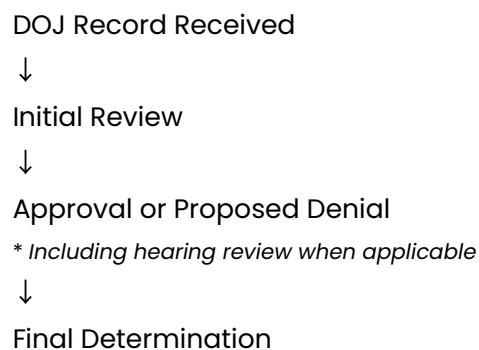 DOJ Record Received
↓
Initial Review
↓
Approval or Proposed Denial
* Including hearing review when applicable
↓
Final Determination